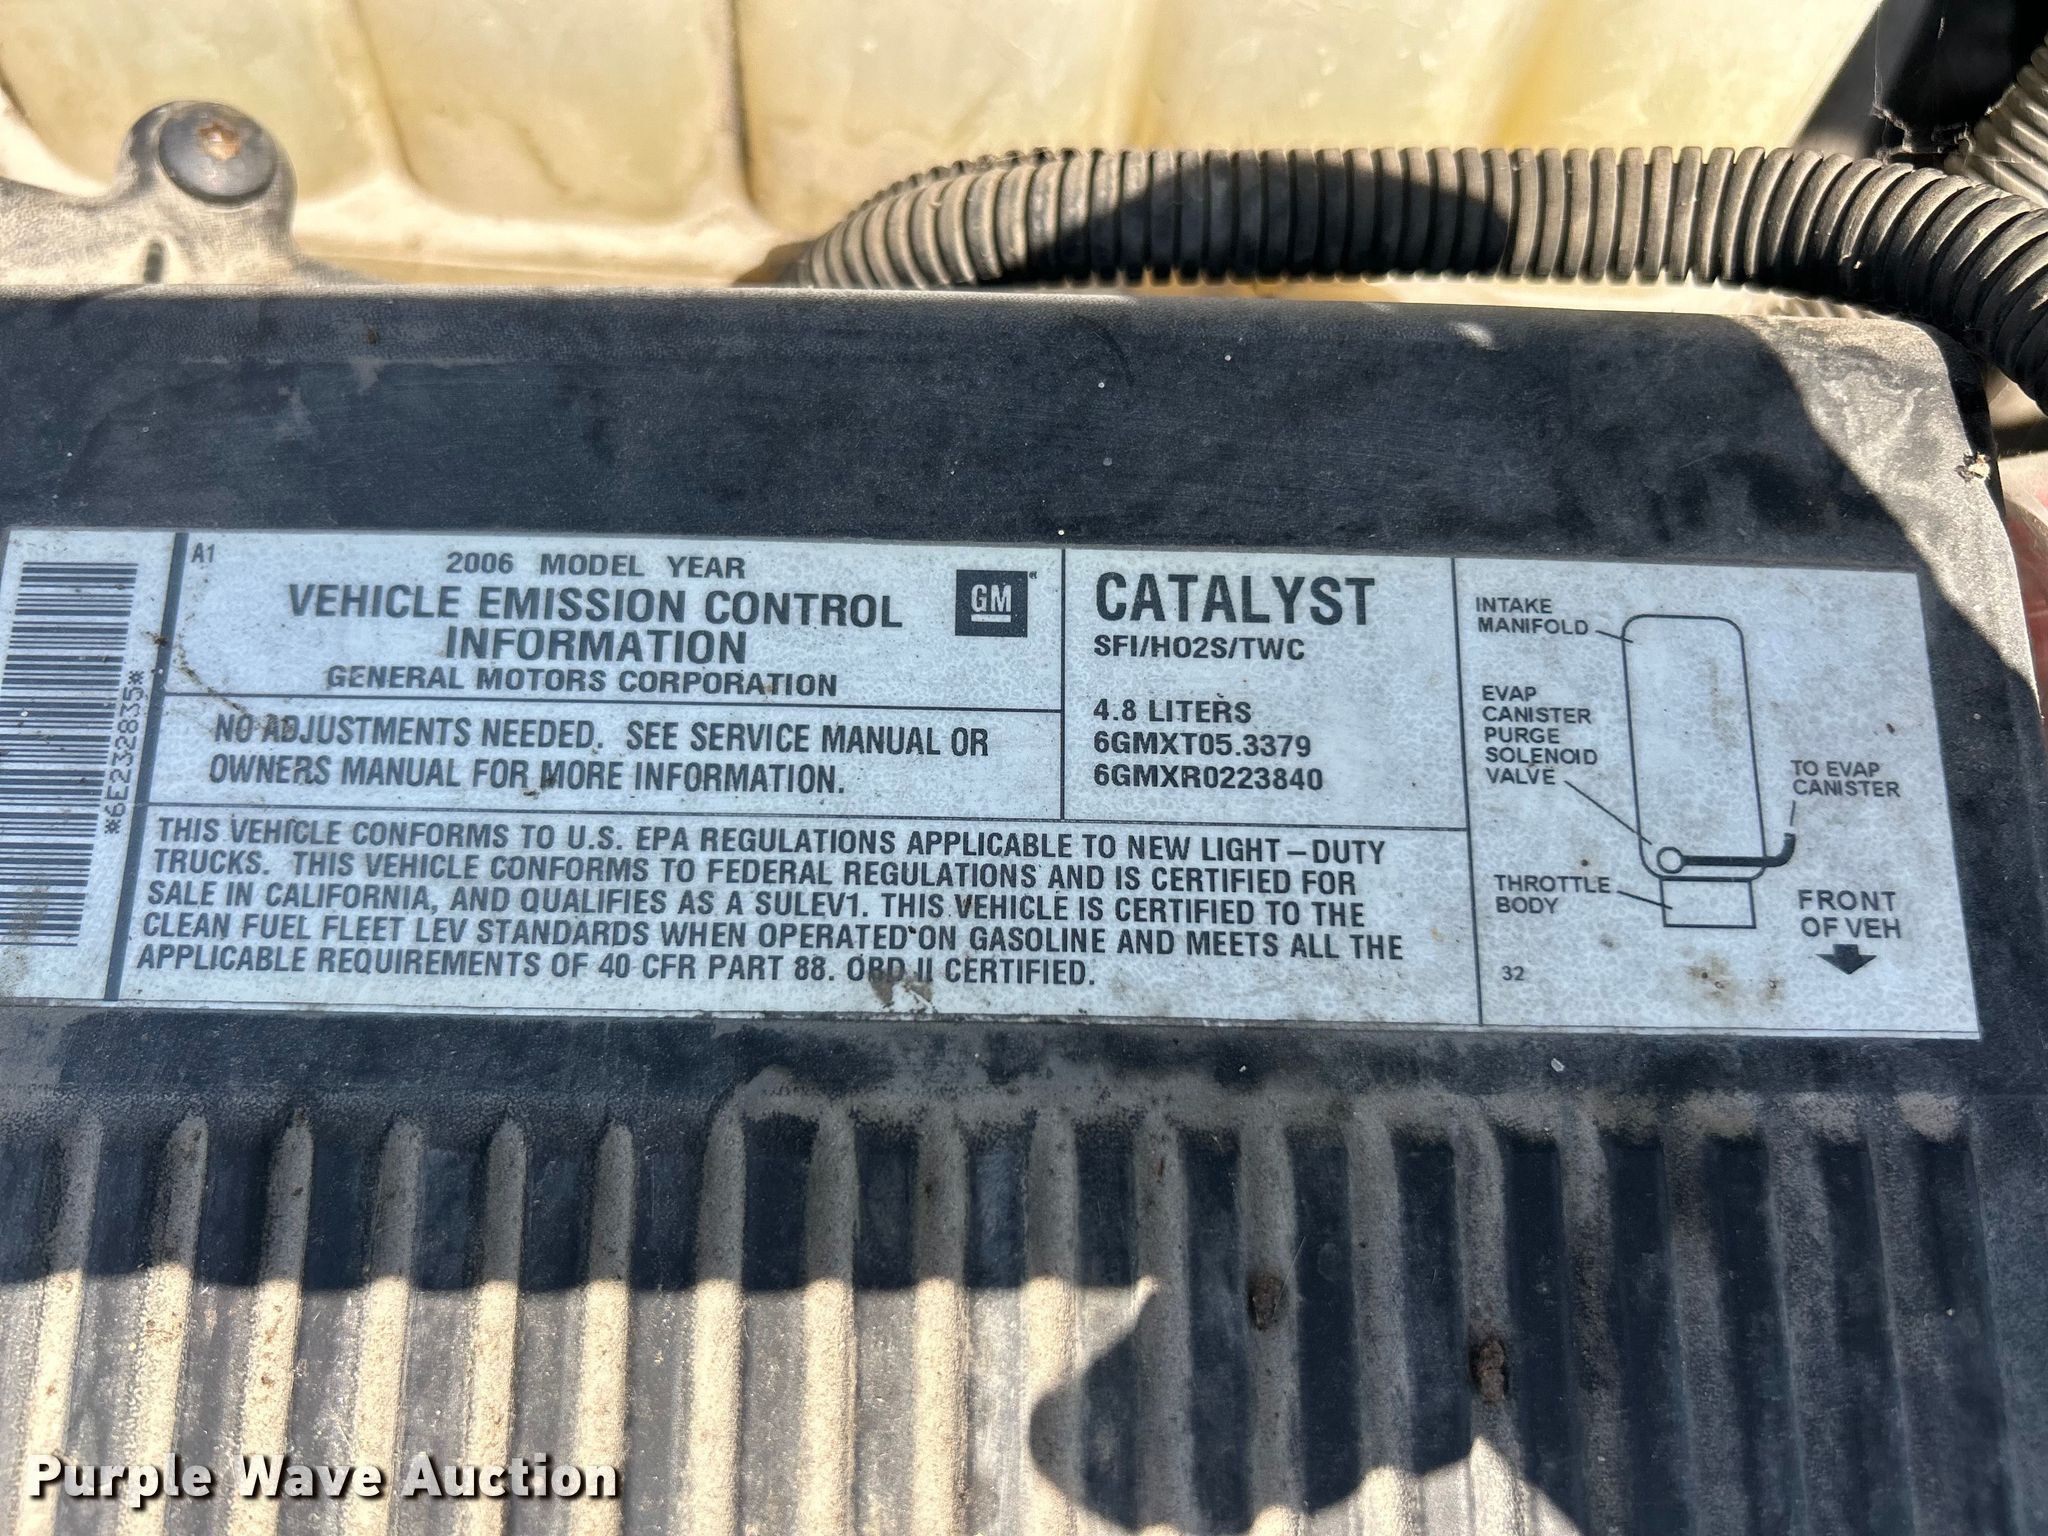 A1
2006 MODEL YEAR
VEHICLE EMISSION CONTROL
INFORMATION
GENERAL MOTORS CORPORATION
GM
NO ADJUSTMENTS NEEDED. SEE SERVICE MANUAL OR
OWNERS MANUAL FOR MORE INFORMATION.
CATALYST
SFI/HO2S/TWC
4.8 LITERS
6GMXT05.3379
6GMXR0223840
THIS VEHICLE CONFORMS TO U.S. EPA REGULATIONS APPLICABLE TO NEW LIGHT-DUTY
TRUCKS. THIS VEHICLE CONFORMS TO FEDERAL REGULATIONS AND IS CERTIFIED FOR
SALE IN CALIFORNIA, AND QUALIFIES AS A SULEV1. THIS VEHICLE IS CERTIFIED TO THE
CLEAN FUEL FLEET LEV STANDARDS WHEN OPERATED ON GASOLINE AND MEETS ALL THE
APPLICABLE REQUIREMENTS OF 40 CFR PART 88. OBD II CERTIFIED.
*6E232835*
INTAKE
MANIFOLD
EVAP
CANISTER
PURGE
SOLENOID
VALVE
TO EVAP
CANISTER
THROTTLE
BODY
FRONT
OF VEH
32
Purple Wave Auction